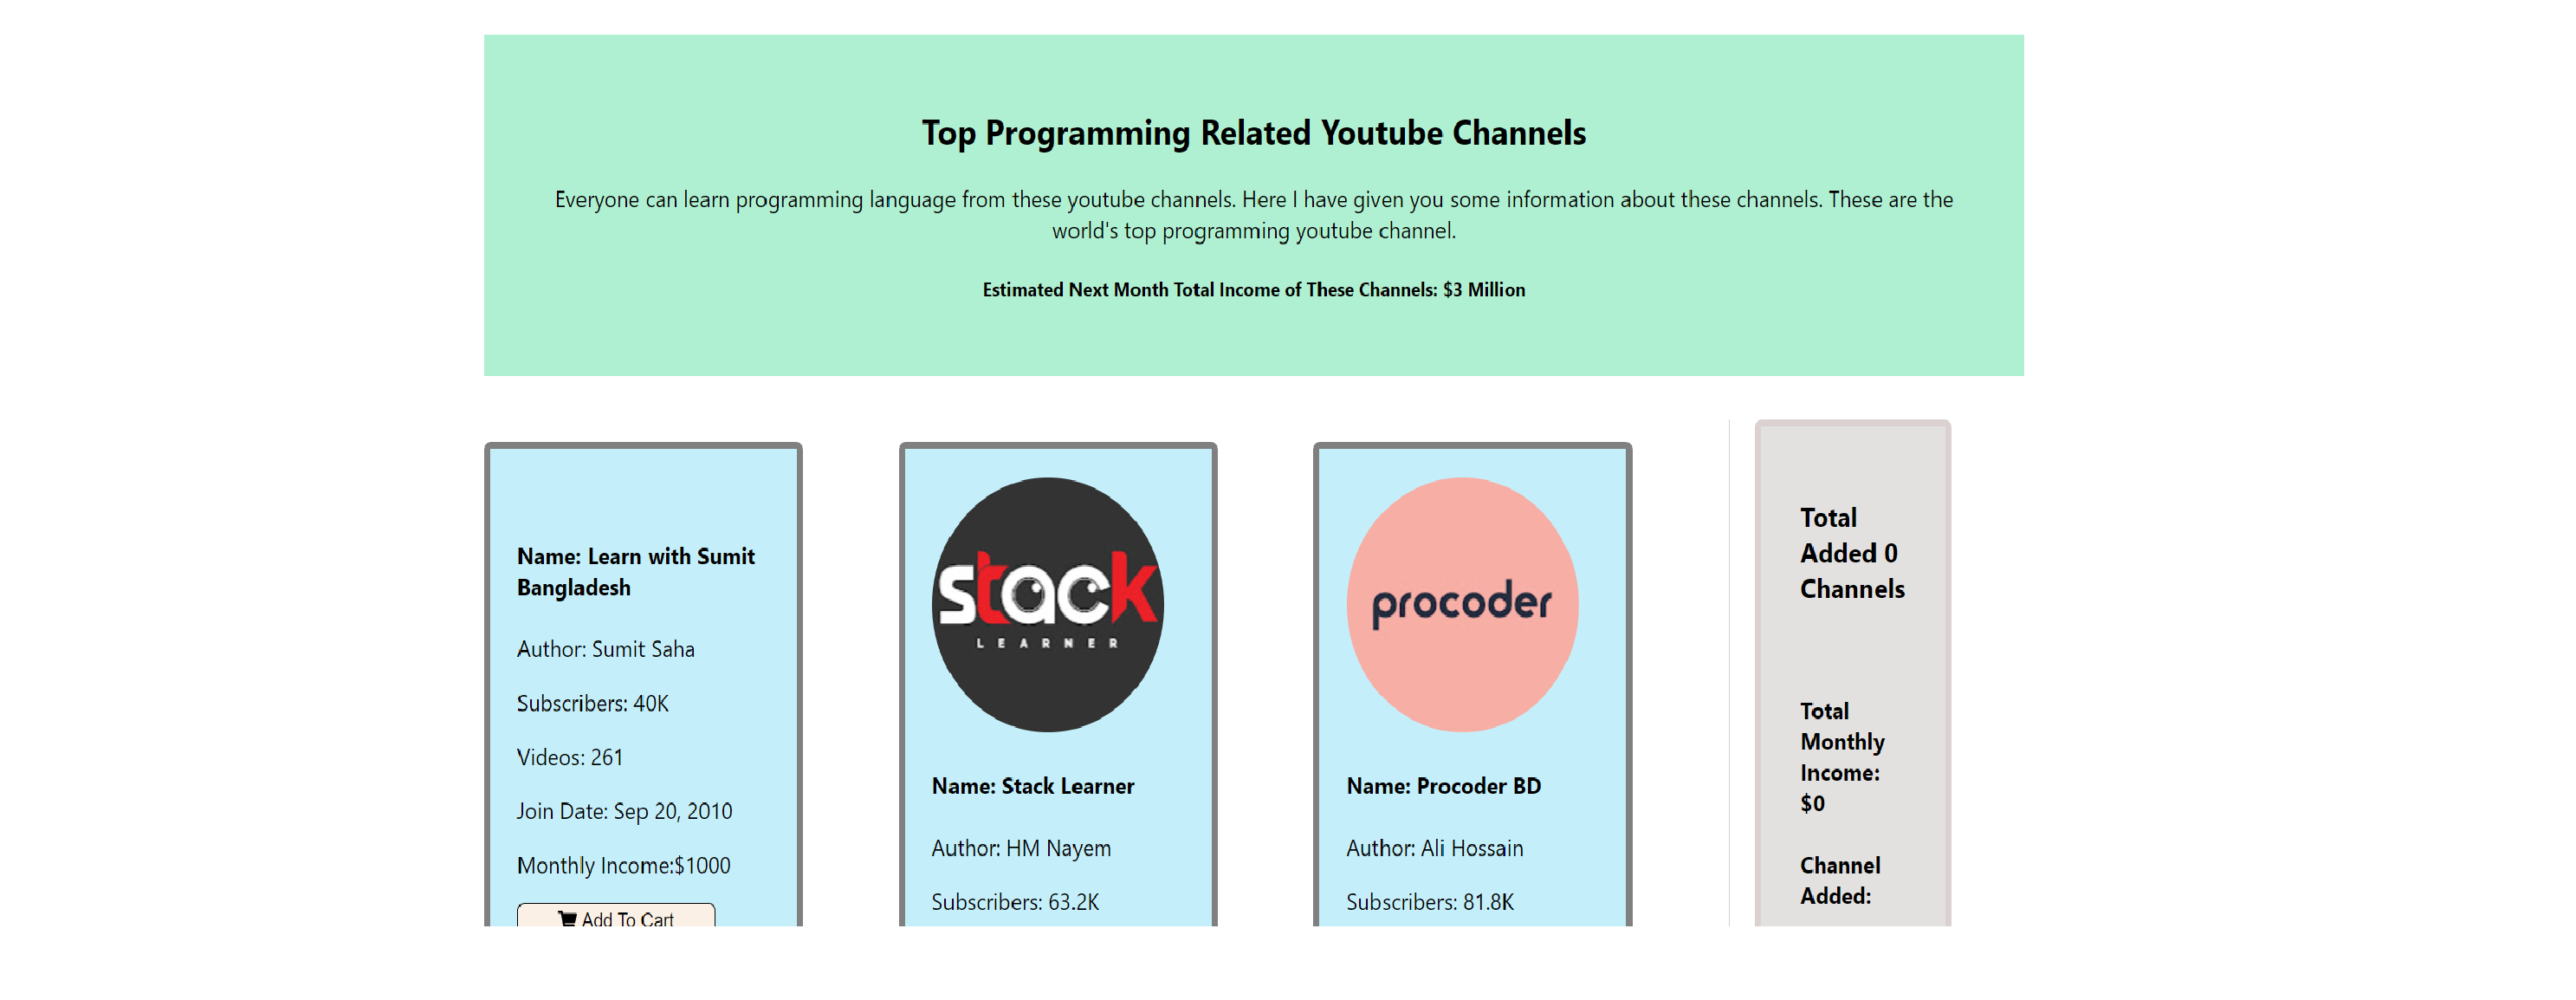 Top Programming Related Youtube Channels
Everyone can learn programming language from these youtube channels. Here I have given you some information about these channels. These are the
world's top programming youtube channel.
Estimated Next Month Total Income of These Channels: $3 Million
Name: Learn with Sumit
Bangladesh
Author: Sumit Saha
Subscribers: 40K
Videos: 261
Join Date: Sep 20, 2010
Monthly Income:$1000
Add To Cart
stack
LEARNER
Name: Stack Learner
Author: HM Nayem
Subscribers: 63.2K
procoder
Name: Procoder BD
Author: Ali Hossain
Subscribers: 81.8K
Total
Added 0
Channels
Total
Monthly
Income:
$0
Channel
Added: